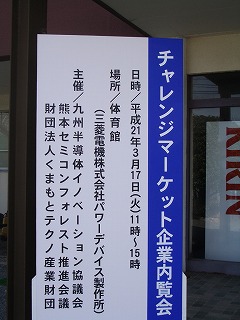 チャレンジマーケット企業内覧会
日時／平成21年3月17日(火)11時～15時
場所／体育館
(三菱電機株式会社パワーデバイス製作所)
主催／九州半導体イノベーション協議会
熊本セミコンフォレスト推進会議
財団法人くまもとテクノ産業財団
KIRIN